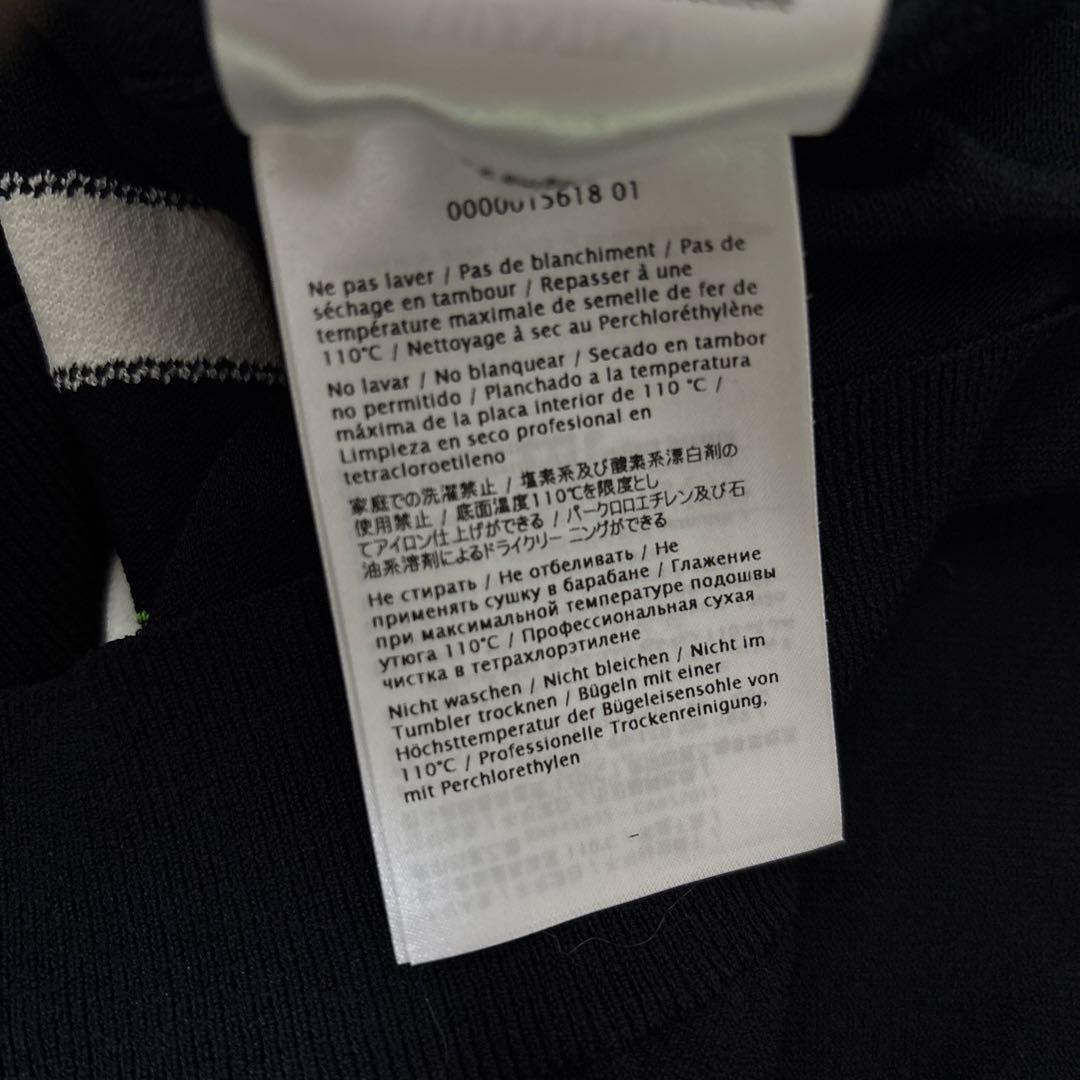 0000015618 01
Ne pas laver / Pas de blanchiment / Pas de
séchage en tambour / Repasser à une
température maximale de semelle de fer de
110°C / Nettoyage à sec au Perchloréthylène
No lavar / No blanquear / Secado en tambor
no permitido / Planchado a la temperatura
máxima de la placa interior de 110 °C /
Limpieza en seco profesional en
tetracloroetileno
家庭での洗濯禁止 / 塩素系及び酸素系漂白剤の
使用禁止 / 底面温度110℃を限度とし
てアイロン仕上げができる / パークロロエチレン及び石
油系溶剤によるドライクリー ニングができる
Не стирать / Не отбеливать / Не
применять сушку в барабане / Глажение
при максимальной температуре подошвы
утюга 110°C / Профессиональная сухая
чистка в тетрахлорэтилене
Nicht waschen / Nicht bleichen / Nicht im
Tumbler trocknen / Bügeln mit einer
Höchsttemperatur der Bügeleisensohle von
110°C / Professionelle Trockenreinigung,
mit Perchlorethylen